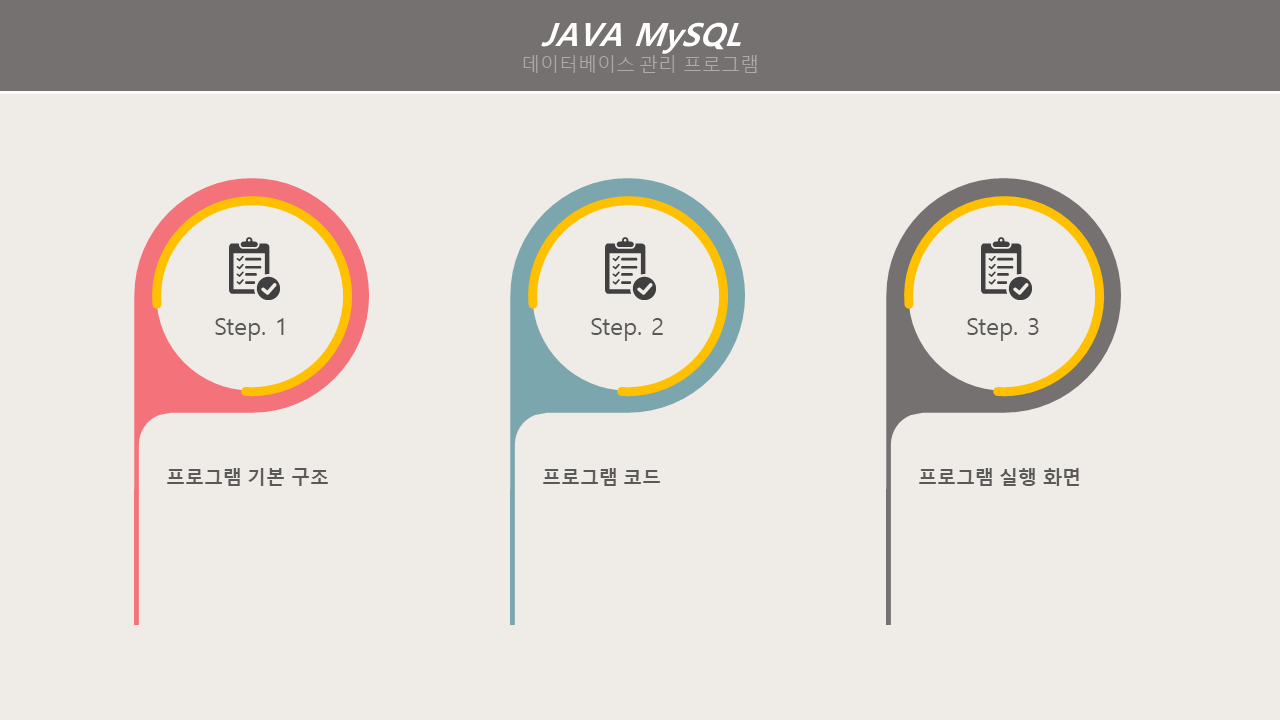 JAVA MySQL
데이터베이스 관리 프로그램
Step. 1
Step. 2
Step. 3
프로그램 기본 구조
프로그램 코드
프로그램 실행 화면